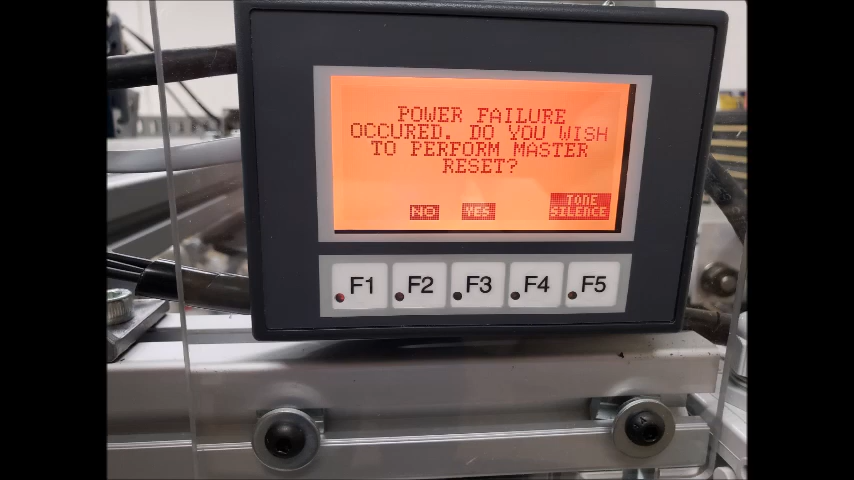 POWER FAILURE
OCCURED. DO YOU WISH
TO PERFORM MASTER
RESET?
NO YES TONE
SILENCE
F1 F2 F3 F4 F5